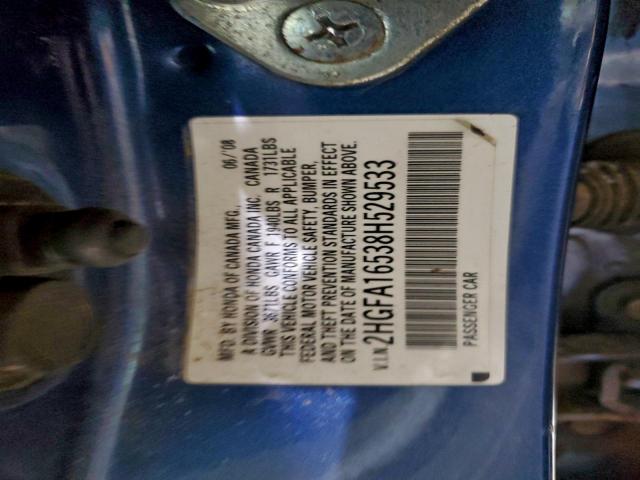 MFD. BY HONDA OF CANADA MFG., 06/'08
A DIVISION OF HONDA CANADA INC. CANADA
GVWR 3671LBS GAWR F 1940LBS R 1731LBS
THIS VEHICLE CONFORMS TO ALL APPLICABLE
FEDERAL MOTOR VEHICLE SAFETY, BUMPER,
AND THEFT PREVENTION STANDARDS IN EFFECT
ON THE DATE OF MANUFACTURE SHOWN ABOVE.
V.I.N. 2HGFA16538H529533
PASSENGER CAR